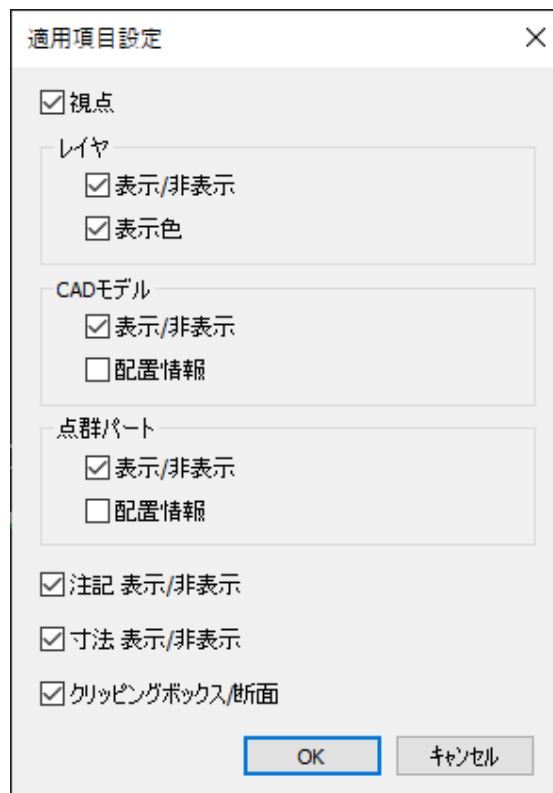 適用項目設定
視点
レイヤ
表示/非表示
表示色
CADモデル
表示/非表示
配置情報
点群パート
表示/非表示
配置情報
注記 表示/非表示
寸法 表示/非表示
クリッピングボックス/断面
OK キャンセル